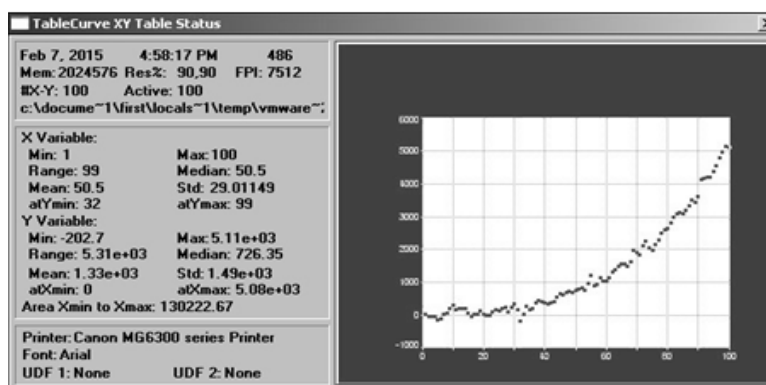 TableCurve XY Table Status
Feb 7, 2015 4:58:17 PM 486
Mem: 2024576 Res%: 90,90 FPI: 7512
#X-Y: 100 Active: 100
c:\docume~1\first\locals~1\temp\vmware~
X Variable:
Min: 1 Max: 100
Range: 99 Median: 50.5
Mean: 50.5 Std: 29.01149
atYmin: 32 atYmax: 99
Y Variable:
Min: -202.7 Max: 5.11e+03
Range: 5.31e+03 Median: 726.35
Mean: 1.33e+03 Std: 1.49e+03
atXmin: 0 atXmax: 5.08e+03
Area Xmin to Xmax: 130222.67
Printer: Canon MG6300 series Printer
Font: Arial
UDF 1: None UDF 2: None
6000
5000
4000
3000
2000
1000
0
-1000
0 20 40 60 80 100